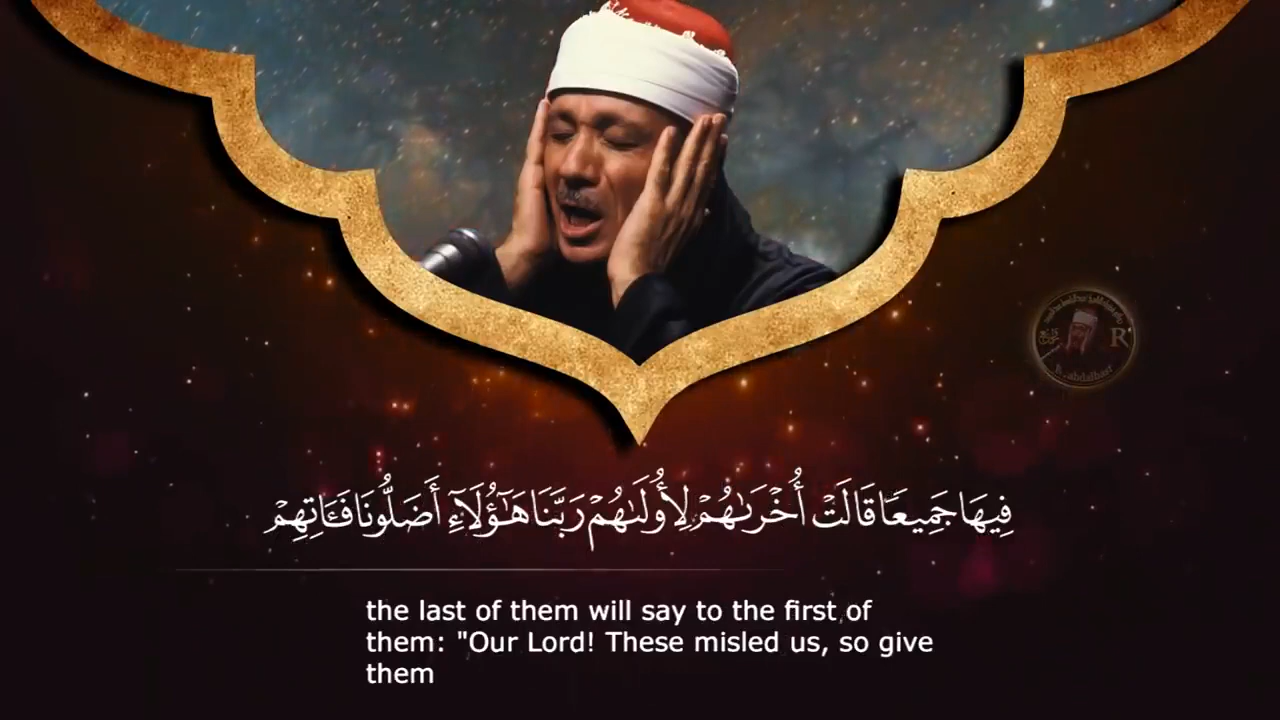 فِيهَا جَمِيعًا قَالَتْ أُخْرَىٰهُمْ لِأُولَىٰهُمْ رَبَّنَا هَـٰٓؤُلَآءِ أَضَلُّونَا فَـَٔاتِهِمْ
R
the last of them will say to the first of
them: "Our Lord! These misled us, so give
them